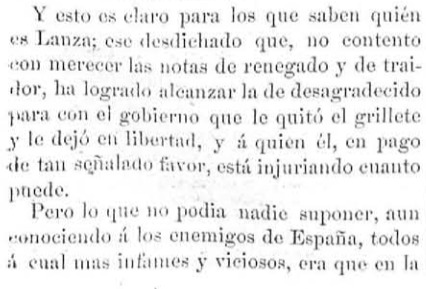 Y esto es claro para los que saben quién
es Lanza; ese desdichado que, no contento
con merecer las notas de renegado y de trai-
dor, ha logrado alcanzar la de desagradecido
para con el gobierno que le quitó el grillete
y le dejó en libertad, y á quien él, en pago
de tan señalado favor, está injuriando cuanto
puede.
Pero lo que no podia nadie suponer, aun
conociendo á los enemigos de España, todos
á cual mas infames y viciosos, era que en la